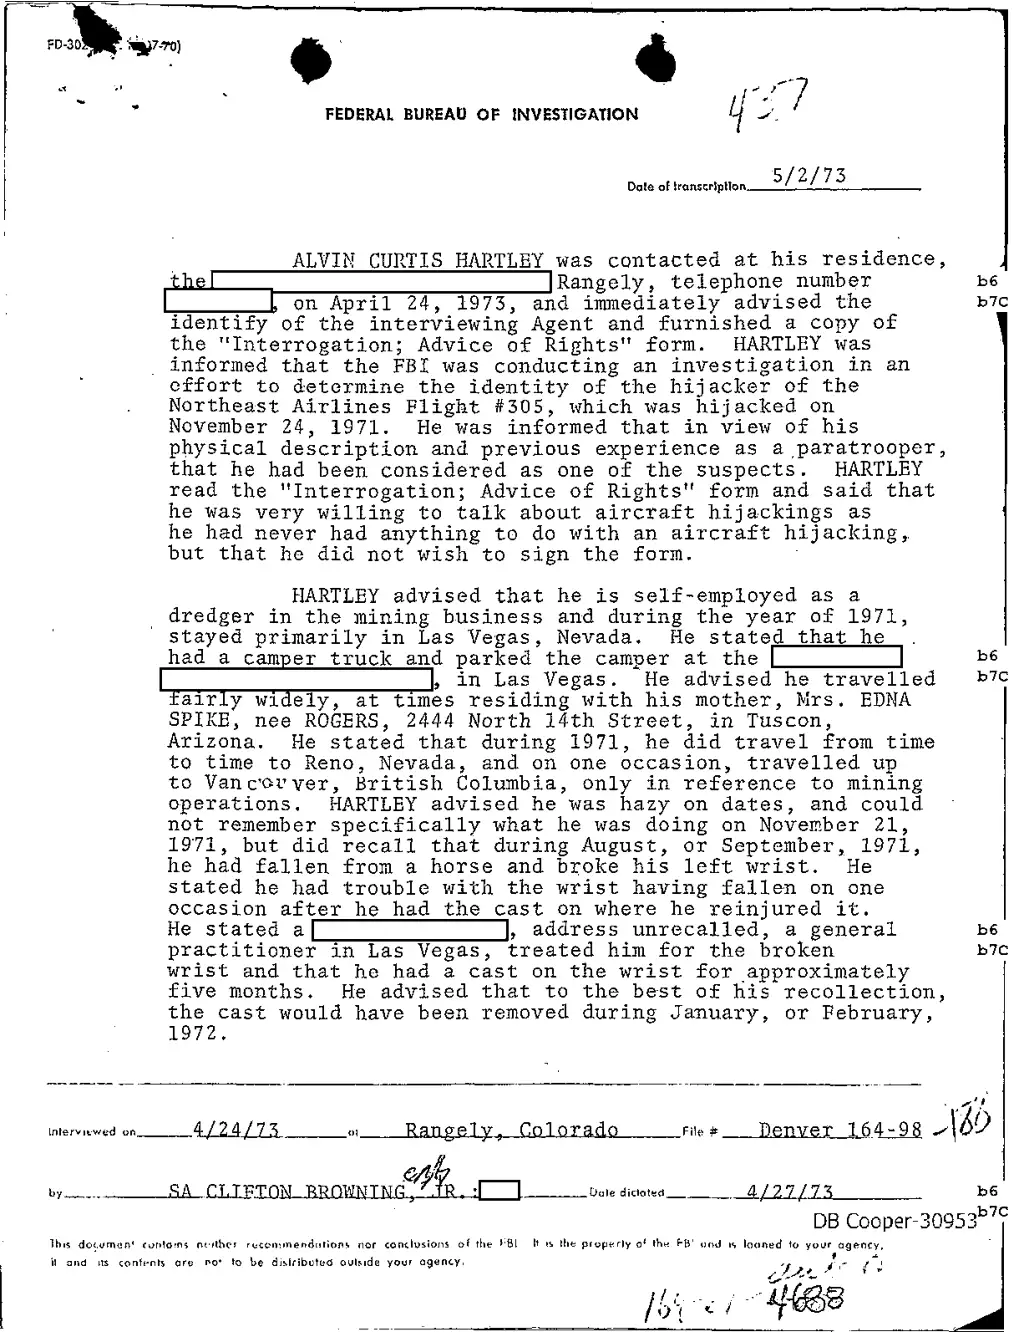 FD-302
7-70)
FEDERAL BUREAU OF INVESTIGATION
437
Date of transcription 5/2/73
ALVIN CURTIS HARTLEY was contacted at his residence,
the Rangely, telephone number b6
, on April 24, 1973, and immediately advised the b7C
identify of the interviewing Agent and furnished a copy of
the "Interrogation; Advice of Rights" form. HARTLEY was
informed that the FBI was conducting an investigation in an
effort to determine the identity of the hijacker of the
Northeast Airlines Flight #305, which was hijacked on
November 24, 1971. He was informed that in view of his
physical description and previous experience as a paratrooper,
that he had been considered as one of the suspects. HARTLEY
read the "Interrogation; Advice of Rights" form and said that
he was very willing to talk about aircraft hijackings as
he had never had anything to do with an aircraft hijacking,
but that he did not wish to sign the form.
HARTLEY advised that he is self-employed as a
dredger in the mining business and during the year of 1971,
stayed primarily in Las Vegas, Nevada. He stated that he
had a camper truck and parked the camper at the b6
, in Las Vegas. He advised he travelled b7C
fairly widely, at times residing with his mother, Mrs. EDNA
SPIKE, nee ROGERS, 2444 North 14th Street, in Tuscon,
Arizona. He stated that during 1971, he did travel from time
to time to Reno, Nevada, and on one occasion, travelled up
to Vancouver, British Columbia, only in reference to mining
operations. HARTLEY advised he was hazy on dates, and could
not remember specifically what he was doing on November 21,
1971, but did recall that during August, or September, 1971,
he had fallen from a horse and broke his left wrist. He
stated he had trouble with the wrist having fallen on one
occasion after he had the cast on where he reinjured it.
He stated a , address unrecalled, a general b6
practitioner in Las Vegas, treated him for the broken b7C
wrist and that he had a cast on the wrist for approximately
five months. He advised that to the best of his recollection,
the cast would have been removed during January, or February,
1972.
Interviewed on 4/24/73 at Rangely, Colorado File # Denver 164-98
by SA CLIFTON BROWNING, JR.: Date dictated 4/27/73 b6
DB Cooper-30953 b7C
This document contains neither recommendations nor conclusions of the FBI. It is the property of the FBI and is loaned to your agency;
it and its contents are not to be distributed outside your agency.
4688